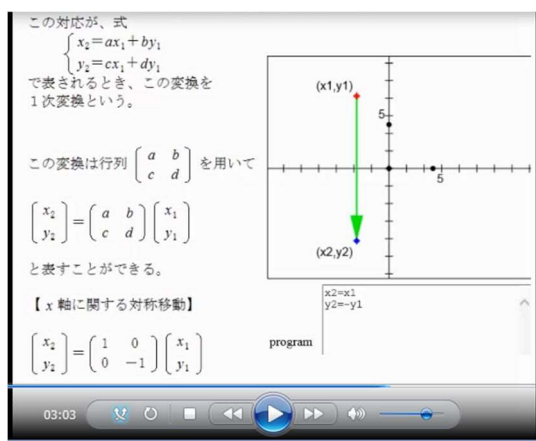 この対応が、式
x₂=ax₁+by₁
y₂=cx₁+dy₁
で表されるとき、この変換を
1次変換という。
この変換は行列 (a b
c d) を用いて
(x₂
y₂)=(a b
c d)(x₁
y₁)
と表すことができる。
【 x 軸に関する対称移動】
(x₂
y₂)=(1 0
0 −1)(x₁
y₁)
(x1,y1)
5
5
(x2,y2)
program
x2=x1
y2=-y1
03:03